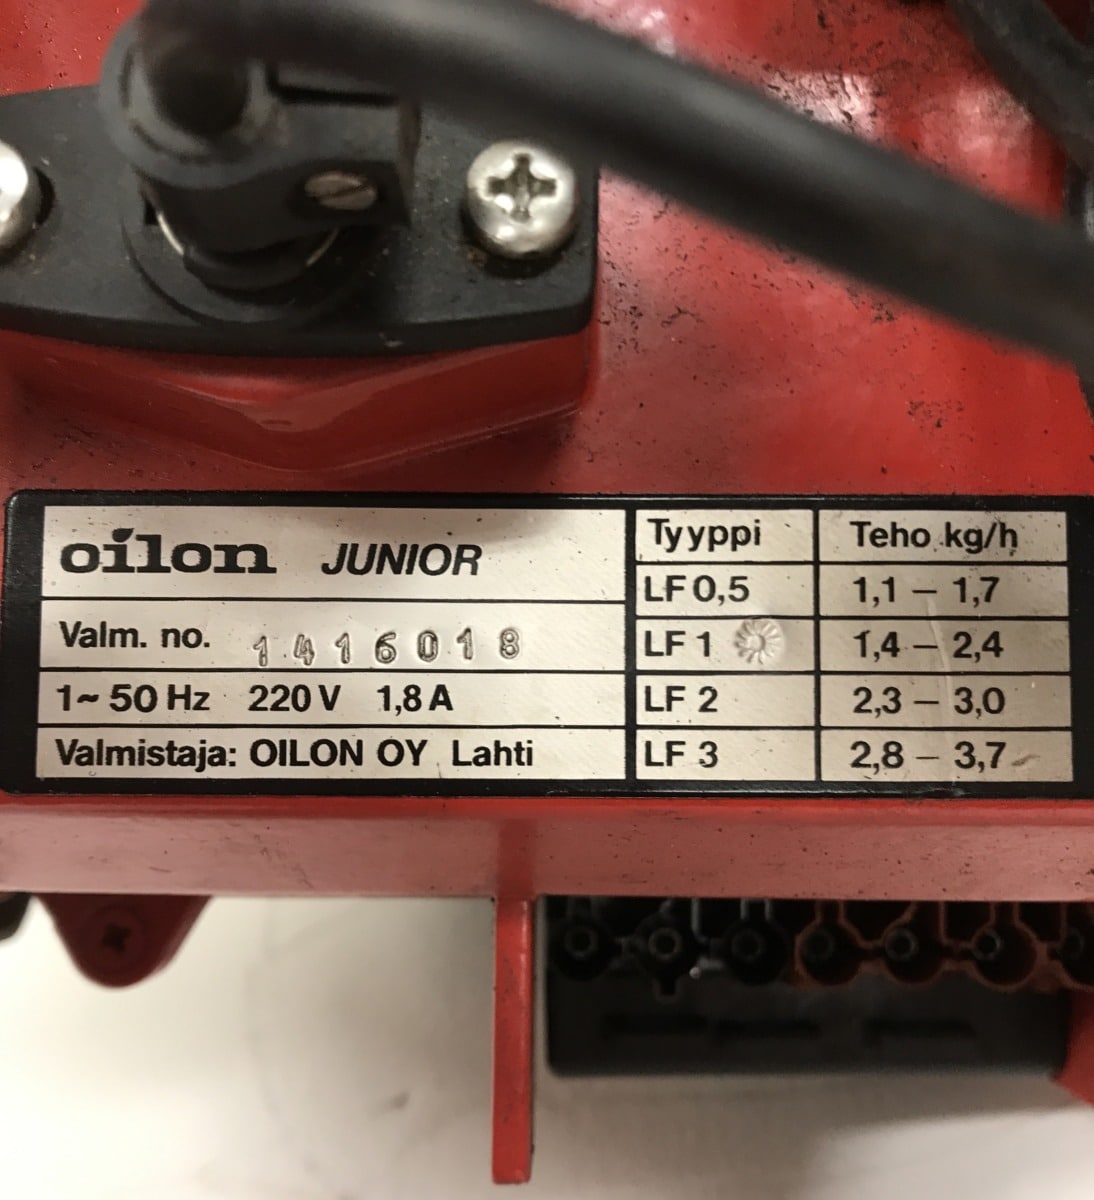 oilon JUNIOR
Valm. no. 1416018
1~ 50 Hz 220 V 1,8 A
Valmistaja: OILON OY Lahti
Tyyppi Teho kg/h
LF 0,5 1,1 – 1,7
LF 1 1,4 – 2,4
LF 2 2,3 – 3,0
LF 3 2,8 – 3,7